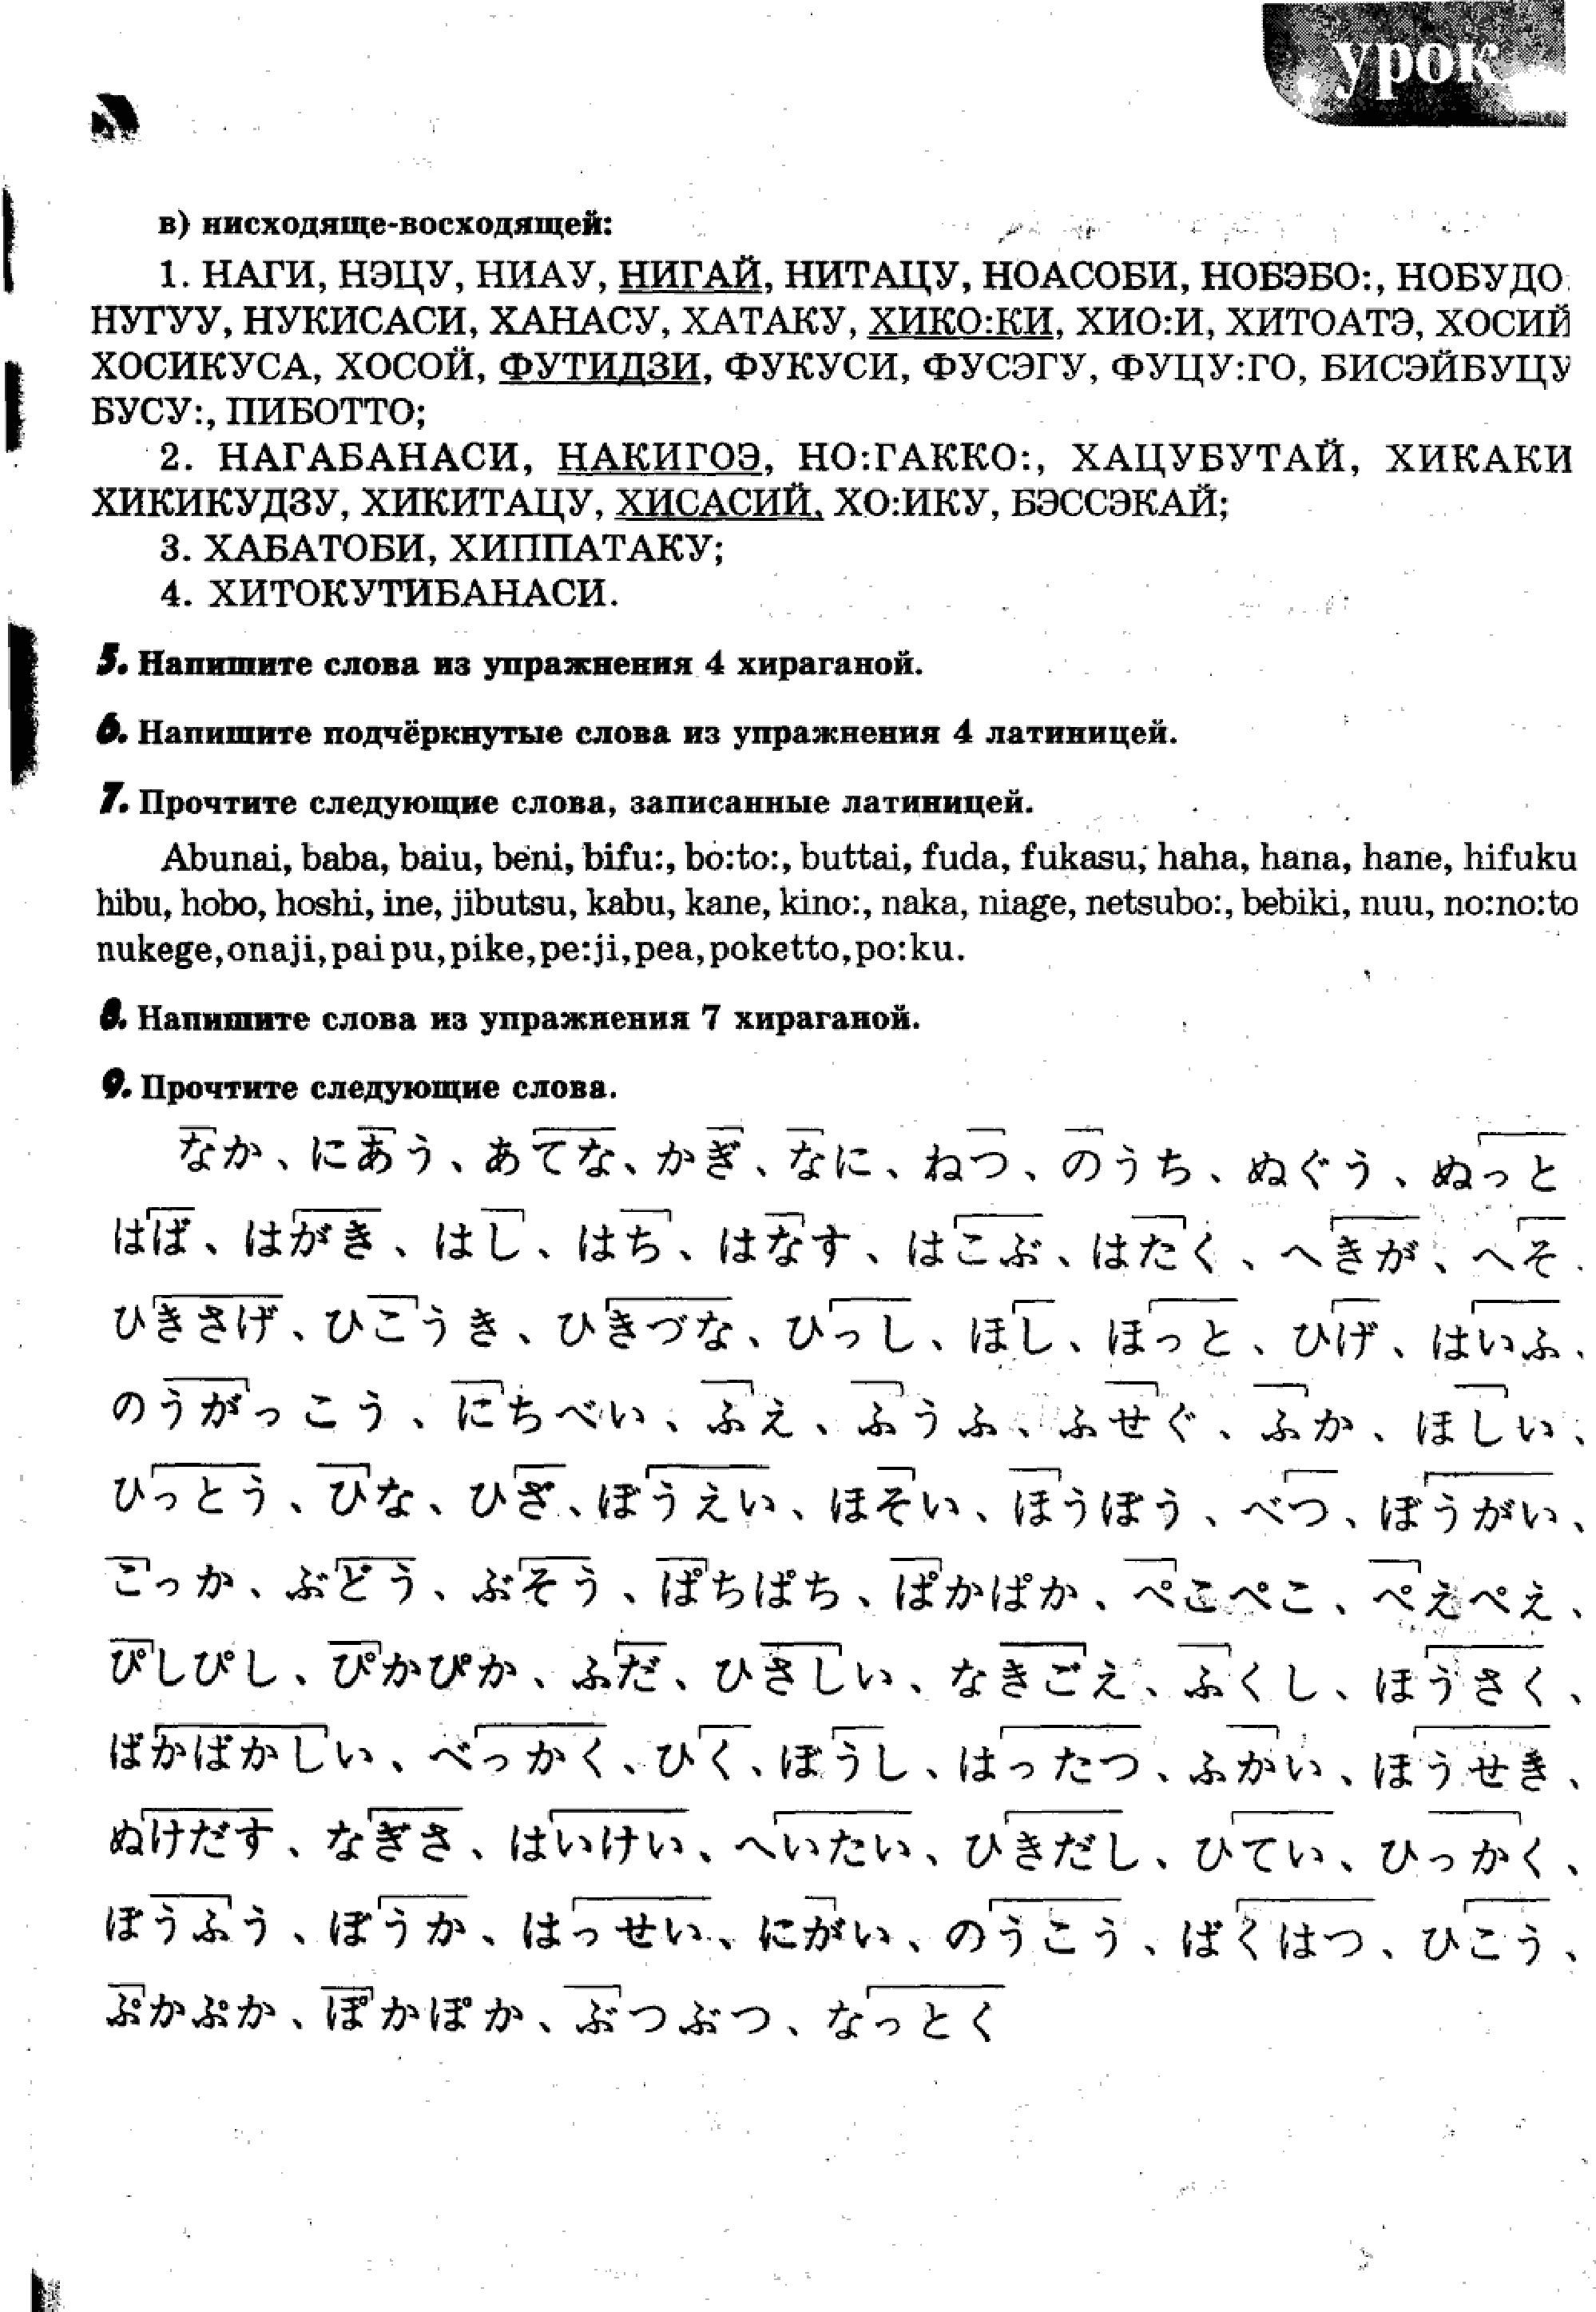 урок
в) нисходяще-восходящей:
1. НАГИ, НЭЦУ, НИАУ, НИГАЙ, НИТАЦУ, НОАСОБИ, НОБЭБО:, НОБУДО:
НУГУУ, НУКИСАСИ, ХАНАСУ, ХАТАКУ, ХИКО:КИ, ХИО:И, ХИТОАТЭ, ХОСИЙ
ХОСИКУСА, ХОСОЙ, ФУТИДЗИ, ФУКУСИ, ФУСЭГУ, ФУЦУ:ГО, БИСЭЙБУЦУ
БУСУ:, ПИБОТТО;
2. НАГАБАНАСИ, НАКИГОЭ, НО:ГАККО:, ХАЦУБУТАЙ, ХИКАКИ
ХИКИКУДЗУ, ХИКИТАЦУ, ХИСАСИЙ, ХО:ИКУ, БЭССЭКАЙ;
3. ХАБАТОБИ, ХИППАТАКУ;
4. ХИТОКУТИБАНАСИ.
5. Напишите слова из упражнения 4 хираганой.
6. Напишите подчёркнутые слова из упражнения 4 латиницей.
7. Прочтите следующие слова, записанные латиницей.
Abunai, baba, baiu, beni, bifu:, bo:to:, buttai, fuda, fukasu, haha, hana, hane, hifuku
hibu, hobo, hoshi, ine, jibutsu, kabu, kane, kino:, naka, niage, netsubo:, bebiki, nuu, no:no:to
nukege, onaji, paipu, pike, pe:ji, pea, poketto, po:ku.
8. Напишите слова из упражнения 7 хираганой.
9. Прочтите следующие слова.
なか、にあう、あてな、かぎ、なに、ねつ、のうち、ぬぐう、ぬっと
はば、はがき、はし、はち、はなす、はこぶ、はたく、へきが、へそ、
ひきさげ、ひこうき、ひきづな、ひっし、ほし、ほっと、ひげ、はいふ、
のうがっこう、にちべい、ふえ、ふうふ、ふせぐ、ふか、ほしい、
ひっとう、ひな、ひざ、ぼうえい、ほそい、ほうぼう、べつ、ぼうがい、
こっか、ぶどう、ぶそう、ぱちぱち、ぱかぱか、ぺこぺこ、ぺえぺえ、
ぴしぴし、ぴかぴか、ふだ、ひさしい、なきごえ、ふくし、ほうさく、
ばかばかしい、べっかく、ひく、ぼうし、はったつ、ふかい、ほうせき、
ぬけだす、なぎさ、はいけい、へいたい、ひきだし、ひてい、ひっかく、
ぼうふう、ぼうか、はっせい、にがい、のうこう、ばくはつ、ひこう、
ぷかぷか、ぽかぽか、ぶつぶつ、なっとく